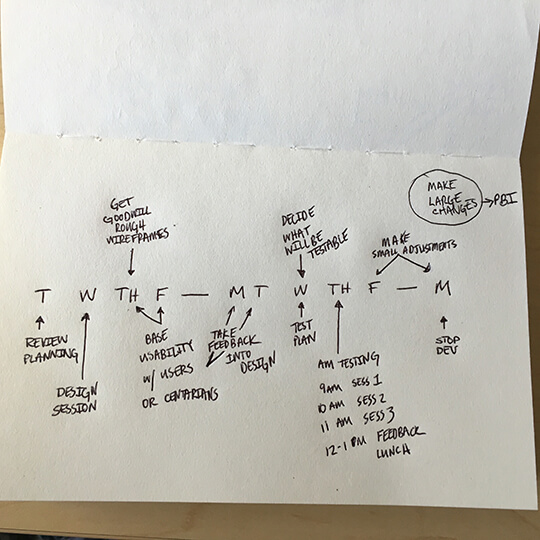 GET
GOODWILL
ROUGH
WIREFRAMES
DECIDE
WHAT
WILL BE
TESTABLE
MAKE
LARGE
CHANGES → PBI
MAKE
SMALL ADJUSTMENTS
T W TH F — M T W TH F — M
REVIEW
PLANNING
DESIGN
SESSION
BASE
USABILITY
W/ USERS
OR CENTARIANS
TAKE
FEEDBACK
INTO
DESIGN
TEST
PLAN
AM TESTING
9AM SESS 1
10 AM SESS 2
11 AM SESS 3
12-1 PM FEEDBACK
LUNCH
STOP
DEV